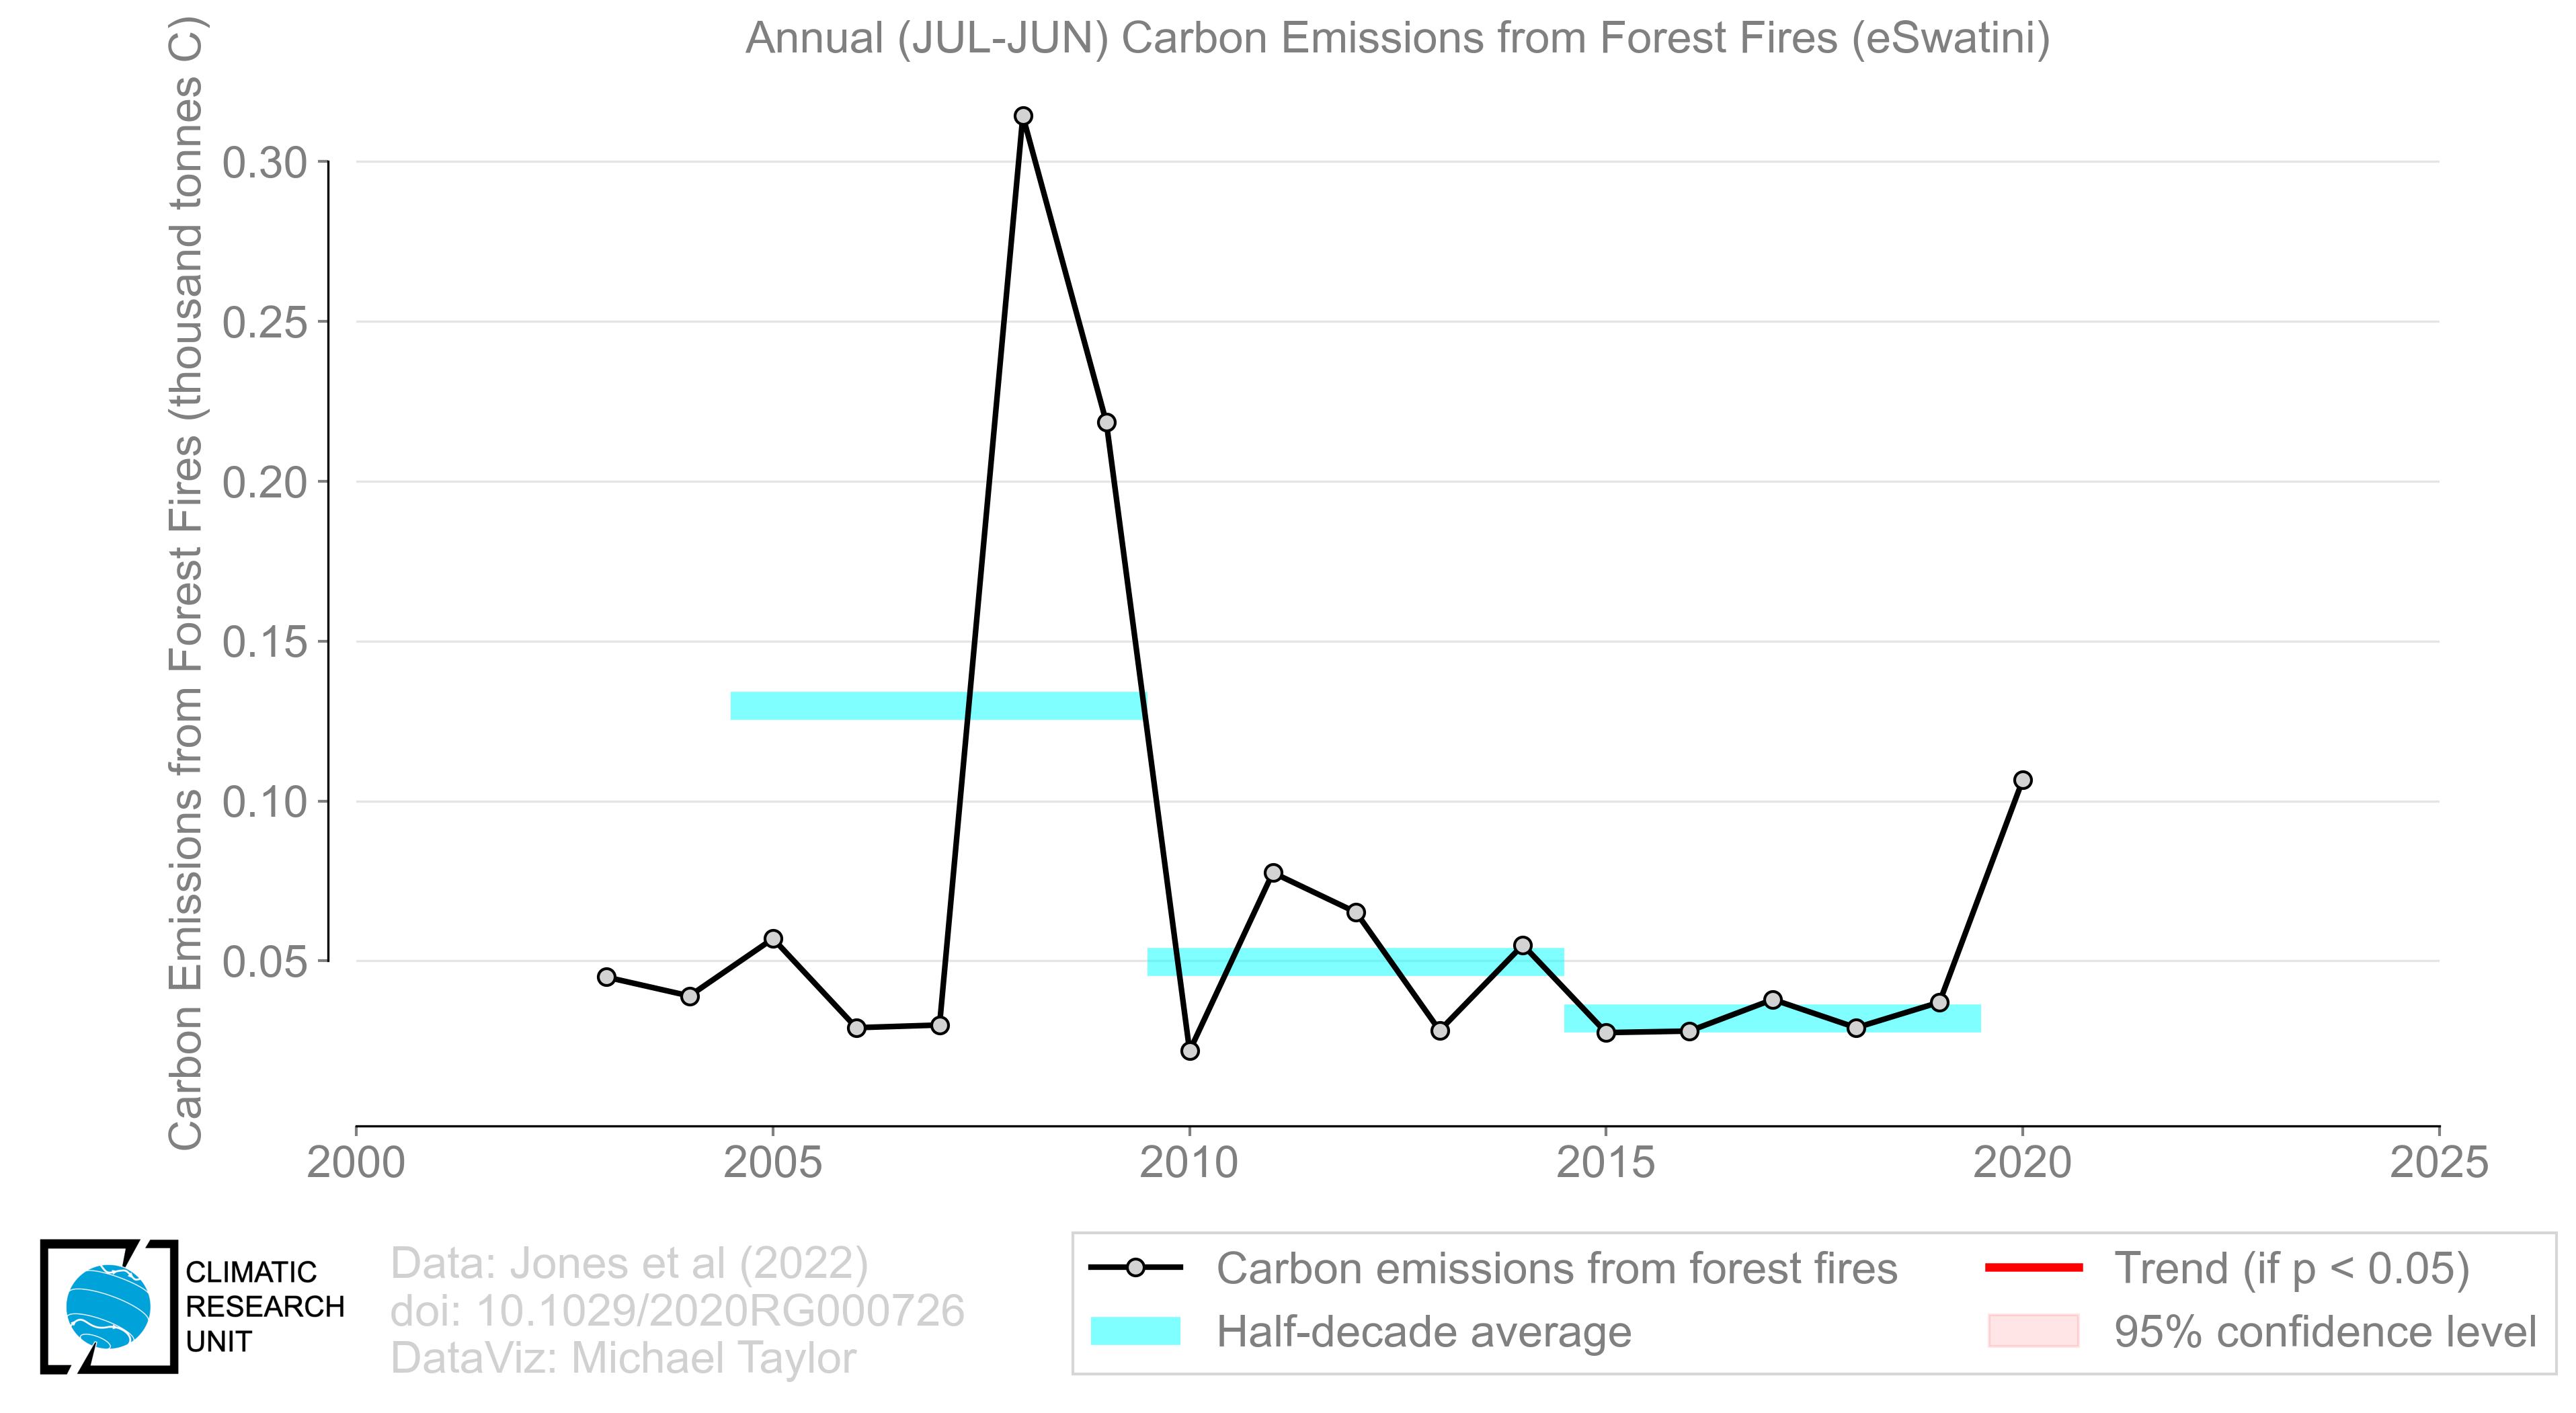 Annual (JUL-JUN) Carbon Emissions from Forest Fires (eSwatini)
Carbon Emissions from Forest Fires (thousand tonnes C)
0.30
0.25
0.20
0.15
0.10
0.05
2000
2005
2010
2015
2020
2025
CLIMATIC
RESEARCH
UNIT
Data: Jones et al (2022)
doi: 10.1029/2020RG000726
DataViz: Michael Taylor
Carbon emissions from forest fires
Half-decade average
Trend (if p < 0.05)
95% confidence level